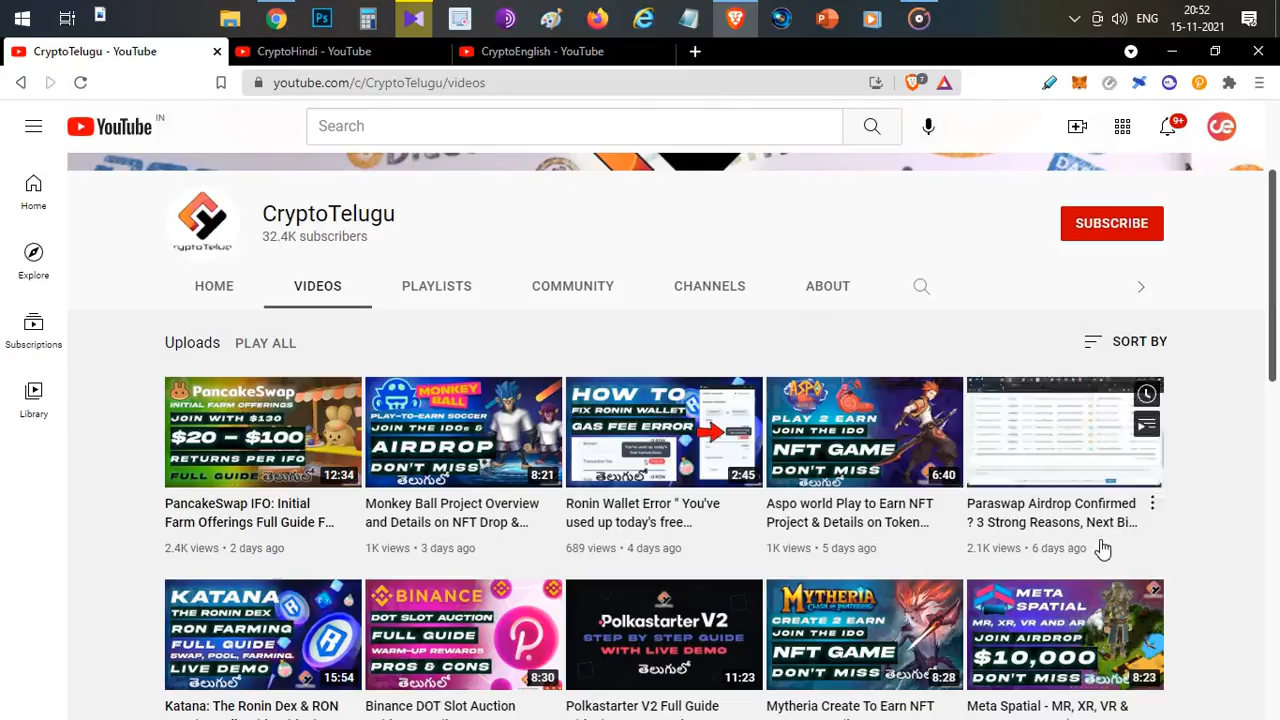 20:52
ENG
15-11-2021
CryptoTelugu - YouTube
CryptoHindi - YouTube
CryptoEnglish - YouTube
youtube.com/c/CryptoTelugu/videos
7
YouTube IN
Search
9+
Home
Explore
Subscriptions
Library
CryptoTelugu
32.4K subscribers
SUBSCRIBE
HOME
VIDEOS
PLAYLISTS
COMMUNITY
CHANNELS
ABOUT
Uploads
PLAY ALL
SORT BY
PancakeSwap
INITIAL FARM OFFERINGS
JOIN WITH $130
$20 – $100
RETURNS PER IFO
FULL GUIDE తెలుగులో
12:34
PancakeSwap IFO: Initial
Farm Offerings Full Guide F...
2.4K views • 2 days ago
MONKEY
BALL
PLAY-TO-EARN SOCCER
JOIN THE IDOs &
AIRDROP
DON'T MISS
తెలుగులో
8:21
Monkey Ball Project Overview
and Details on NFT Drop &...
1K views • 3 days ago
HOW TO
FIX RONIN WALLET
GAS FEE ERROR
తెలుగులో
2:45
Ronin Wallet Error " You've
used up today's free...
689 views • 4 days ago
ASPO
PLAY 2 EARN
JOIN THE IDO
NFT GAME
DON'T MISS
తెలుగులో
6:40
Aspo world Play to Earn NFT
Project & Details on Token...
1K views • 5 days ago
Paraswap Airdrop Confirmed
? 3 Strong Reasons, Next Bi...
2.1K views • 6 days ago
KATANA
THE RONIN DEX
RON FARMING
FULL GUIDE
SWAP, POOL, FARMING
LIVE DEMO
తెలుగులో
15:54
Katana: The Ronin Dex & RON
BINANCE
DOT SLOT AUCTION
FULL GUIDE
WARM-UP REWARDS
PROS & CONS
తెలుగులో
8:30
Binance DOT Slot Auction
Polkastarter V2
STEP BY STEP GUIDE
WITH LIVE DEMO
తెలుగులో
11:23
Polkastarter V2 Full Guide
MYTHERIA
CLASH OF PANTHEONS
CREATE 2 EARN
JOIN THE IDO
NFT GAME
DON'T MISS
తెలుగులో
8:28
Mytheria Create To Earn NFT
META
SPATIAL
MR, XR, VR AND AR
JOIN AIRDROP
$10,000
తెలుగులో
8:23
Meta Spatial - MR, XR, VR &